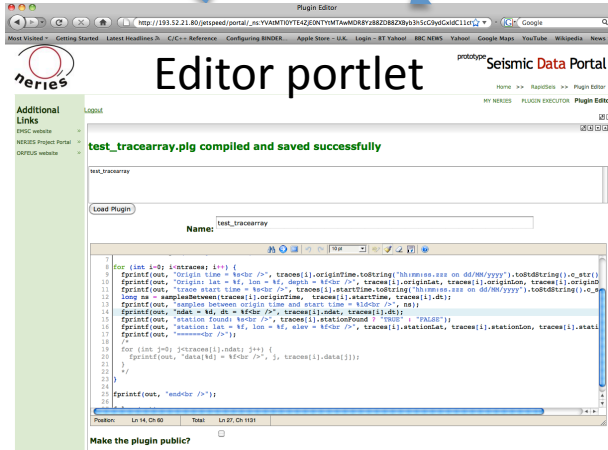 Plugin Editor
http://193.52.21.80/jetspeed/portal/_ns:YVAtMTI0YTE4ZjE0NTYtMTAwMDR8YzB8ZDB8ZXByb3h5cG9ydGxldC11cr
Google
Most Visited Getting Started Latest Headlines C/C++ Reference Configuring BINDER... Apple Store – U.K. Login – BT Yahoo! BBC NEWS Yahoo! Google Maps YouTube Wikipedia News
neries
Editor portlet
prototype Seismic Data Portal
Home >> RapidSeis >> Plugin Editor
MY NERIES PLUGIN EXECUTOR Plugin Edito
Additional
Links
EMSC website
NERIES Project Portal
ORFEUS website
Logout
test_tracearray.plg compiled and saved successfully
test_tracearray
Load Plugin
Name: test_tracearray
10 pt
7
8 for (int i=0; i<ntraces; i++) {
9 fprintf(out, "Origin time = %s<br />", traces[i].originTime.toString("hh:mm:ss.zzz on dd/MM/yyyy").toStdString().c_str()
10 fprintf(out, "Origin: lat = %f, lon = %f, depth = %f<br />", traces[i].originLat, traces[i].originLon, traces[i].originD
11 fprintf(out, "trace start time = %s<br />", traces[i].startTime.toString("hh:mm:ss.zzz on dd/MM/yyyy").toStdString().c_s
12 long ns = samplesBetween(traces[i].originTime, traces[i].startTime, traces[i].dt);
13 fprintf(out, "samples between origin time and start time = %ld<br />", ns);
14 fprintf(out, "ndat = %d, dt = %f<br />", traces[i].ndat, traces[i].dt);
15 fprintf(out, "station found: %s<br />", traces[i].stationFound ? "TRUE" : "FALSE");
16 fprintf(out, "station: lat = %f, lon = %f, elev = %f<br />", traces[i].stationLat, traces[i].stationLon, traces[i].stati
17 fprintf(out, "======<br />");
18 /*
19 for (int j=0; j<traces[i].ndat; j++) {
20 fprintf(out, "data[%d] = %f<br />", j, traces[i].data[j]);
21 }
22 */
23 }
24
25 fprintf(out, "end<br />");
26
Position: Ln 14, Ch 60 Total: Ln 27, Ch 1131
Make the plugin public?